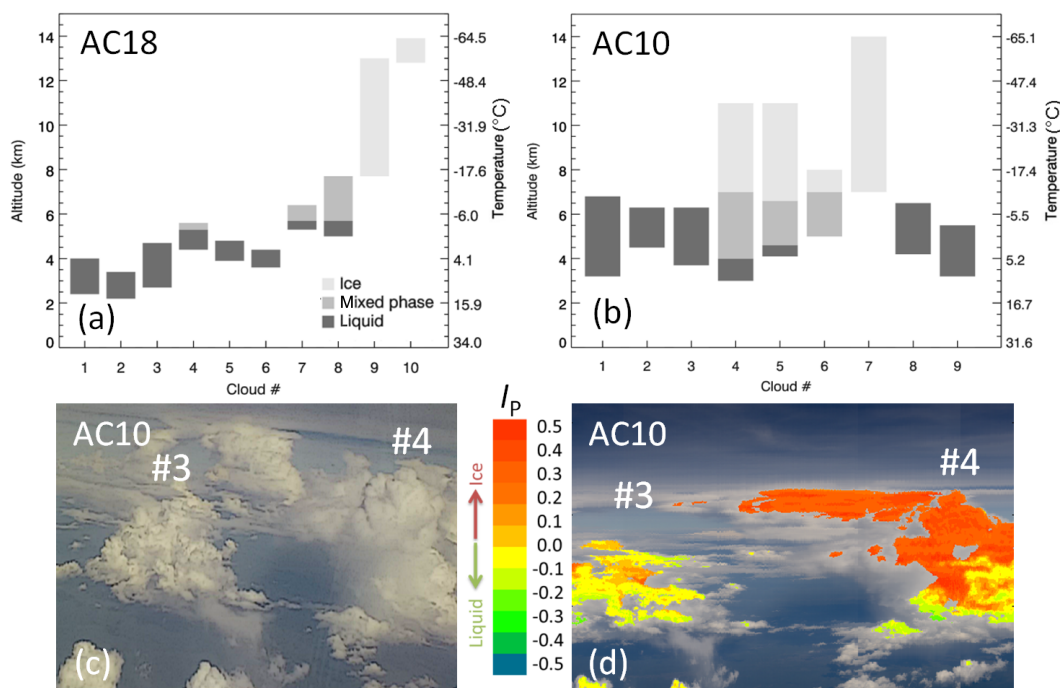 AC18
Altitude (km)
14
12
10
8
6
4
2
0
-64.5
-48.4
-31.9
-17.6
-6.0
4.1
15.9
34.0
Temperature (°C)
Ice
Mixed phase
Liquid
(a)
1 2 3 4 5 6 7 8 9 10
Cloud #
AC10
Altitude (km)
14
12
10
8
6
4
2
0
-65.1
-47.4
-31.3
-17.4
-5.5
5.2
16.7
31.6
Temperature (°C)
(b)
1 2 3 4 5 6 7 8 9
Cloud #
AC10
#3
#4
(c)
IP
0.5
0.4
0.3
0.2
0.1
0.0
-0.1
-0.2
-0.3
-0.4
-0.5
Ice
Liquid
AC10
#3
#4
(d)